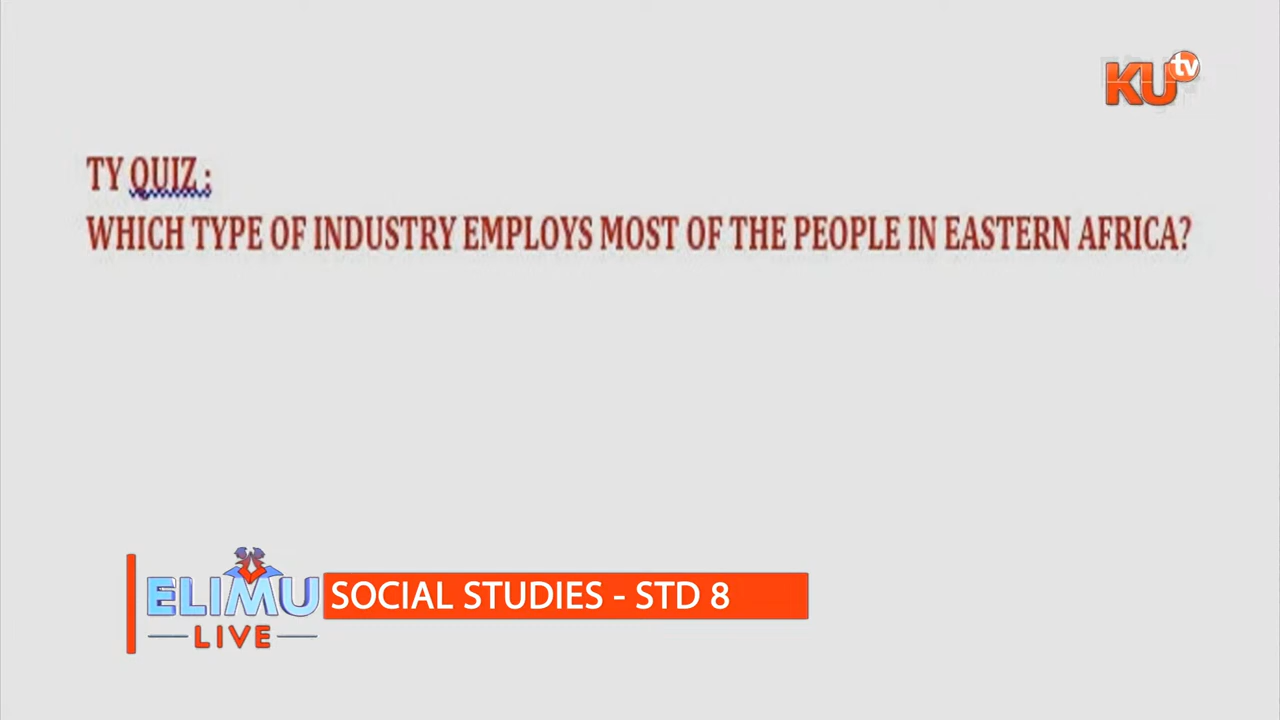 KU tv
TY QUIZ :
WHICH TYPE OF INDUSTRY EMPLOYS MOST OF THE PEOPLE IN EASTERN AFRICA?
ELIMU
LIVE
SOCIAL STUDIES - STD 8